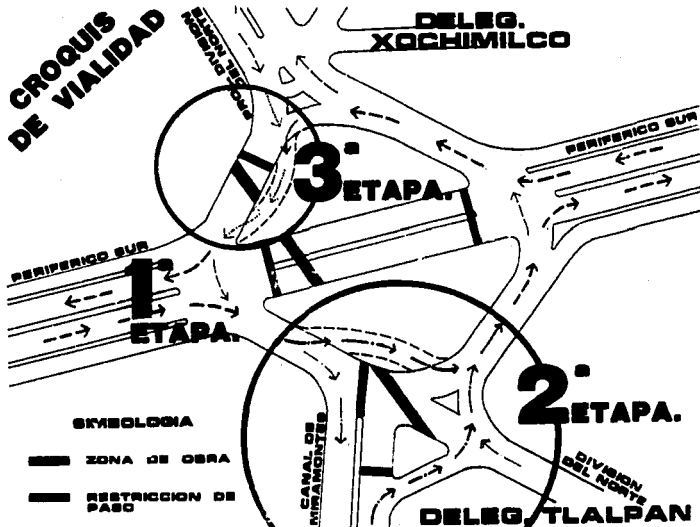 CROQUIS
DE VIALIDAD
PROL. DIVISION
DEL NORTE
DELEG.
XOCHIMILCO
PERIFERICO SUR
3ª
ETAPA.
PERIFERICO SUR
1ª
ETAPA.
2ª
ETAPA.
SIMBOLOGIA
ZONA DE OBRA
RESTRICCION DE
PASO
CANAL DE
MIRAMONTES
DIVISION
DEL NORTE
DELEG. TLALPAN